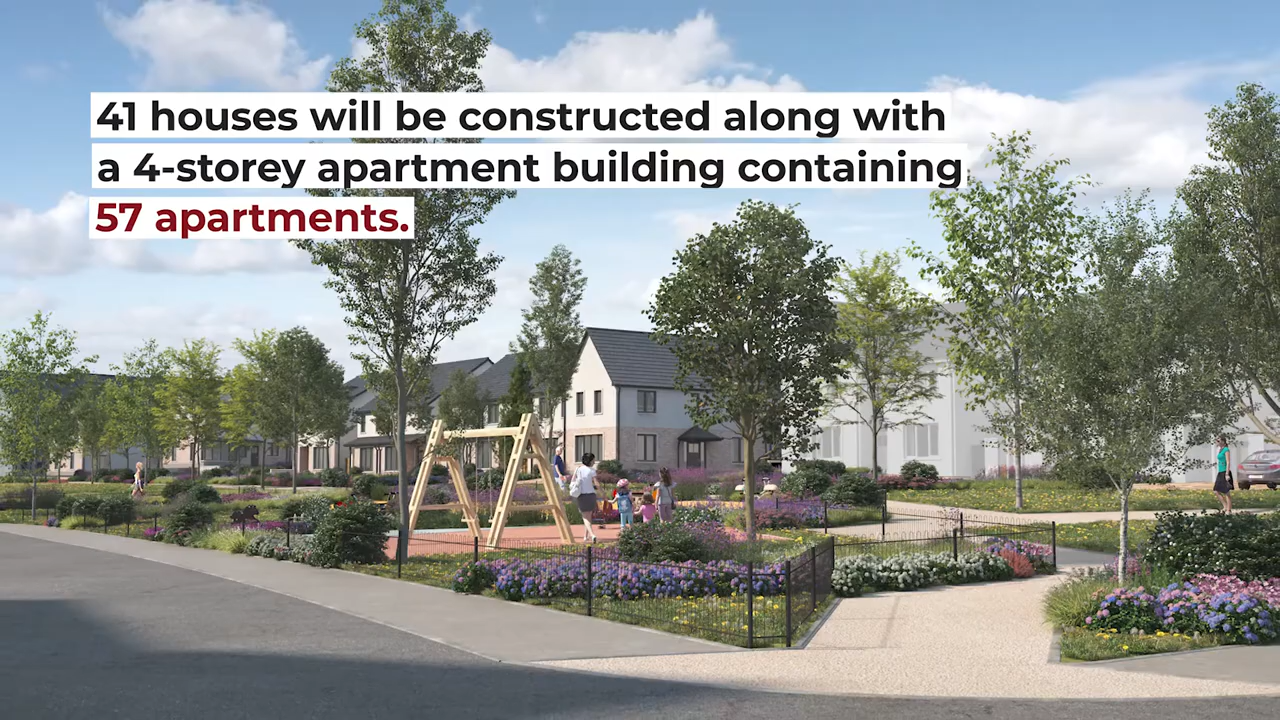 41 houses will be constructed along with
a 4-storey apartment building containing
57 apartments.